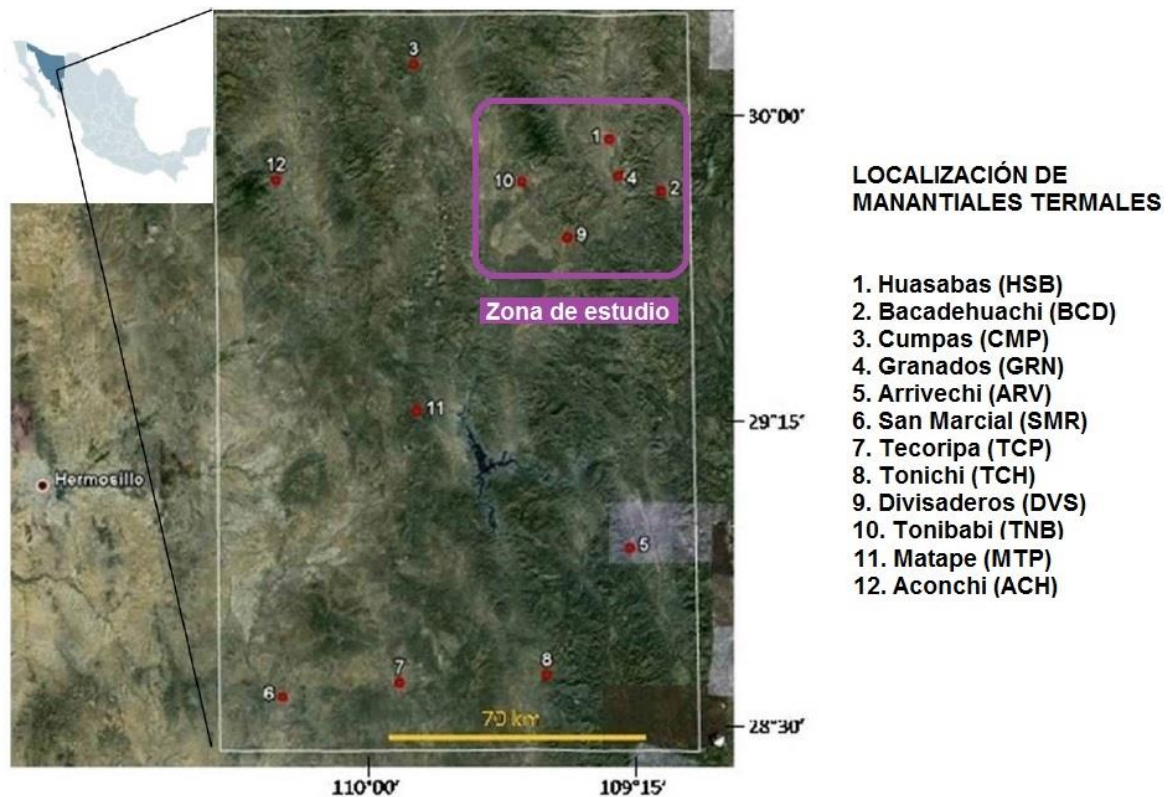 3
30°00'
1
12
10
4
2
9
Zona de estudio
11
29°15'
Hermosillo
5
8
7
6
70 km
28°30'
110°00'
109°15'
LOCALIZACIÓN DE
MANANTIALES TERMALES
1. Huasabas (HSB)
2. Bacadehuachi (BCD)
3. Cumpas (CMP)
4. Granados (GRN)
5. Arrivechi (ARV)
6. San Marcial (SMR)
7. Tecoripa (TCP)
8. Tonichi (TCH)
9. Divisaderos (DVS)
10. Tonibabi (TNB)
11. Matape (MTP)
12. Aconchi (ACH)